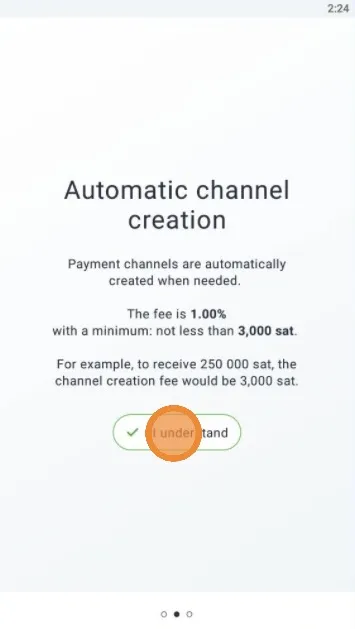 2:24
Automatic channel
creation
Payment channels are automatically
created when needed.
The fee is 1.00%
with a minimum: not less than 3,000 sat.
For example, to receive 250 000 sat, the
channel creation fee would be 3,000 sat.
I understand